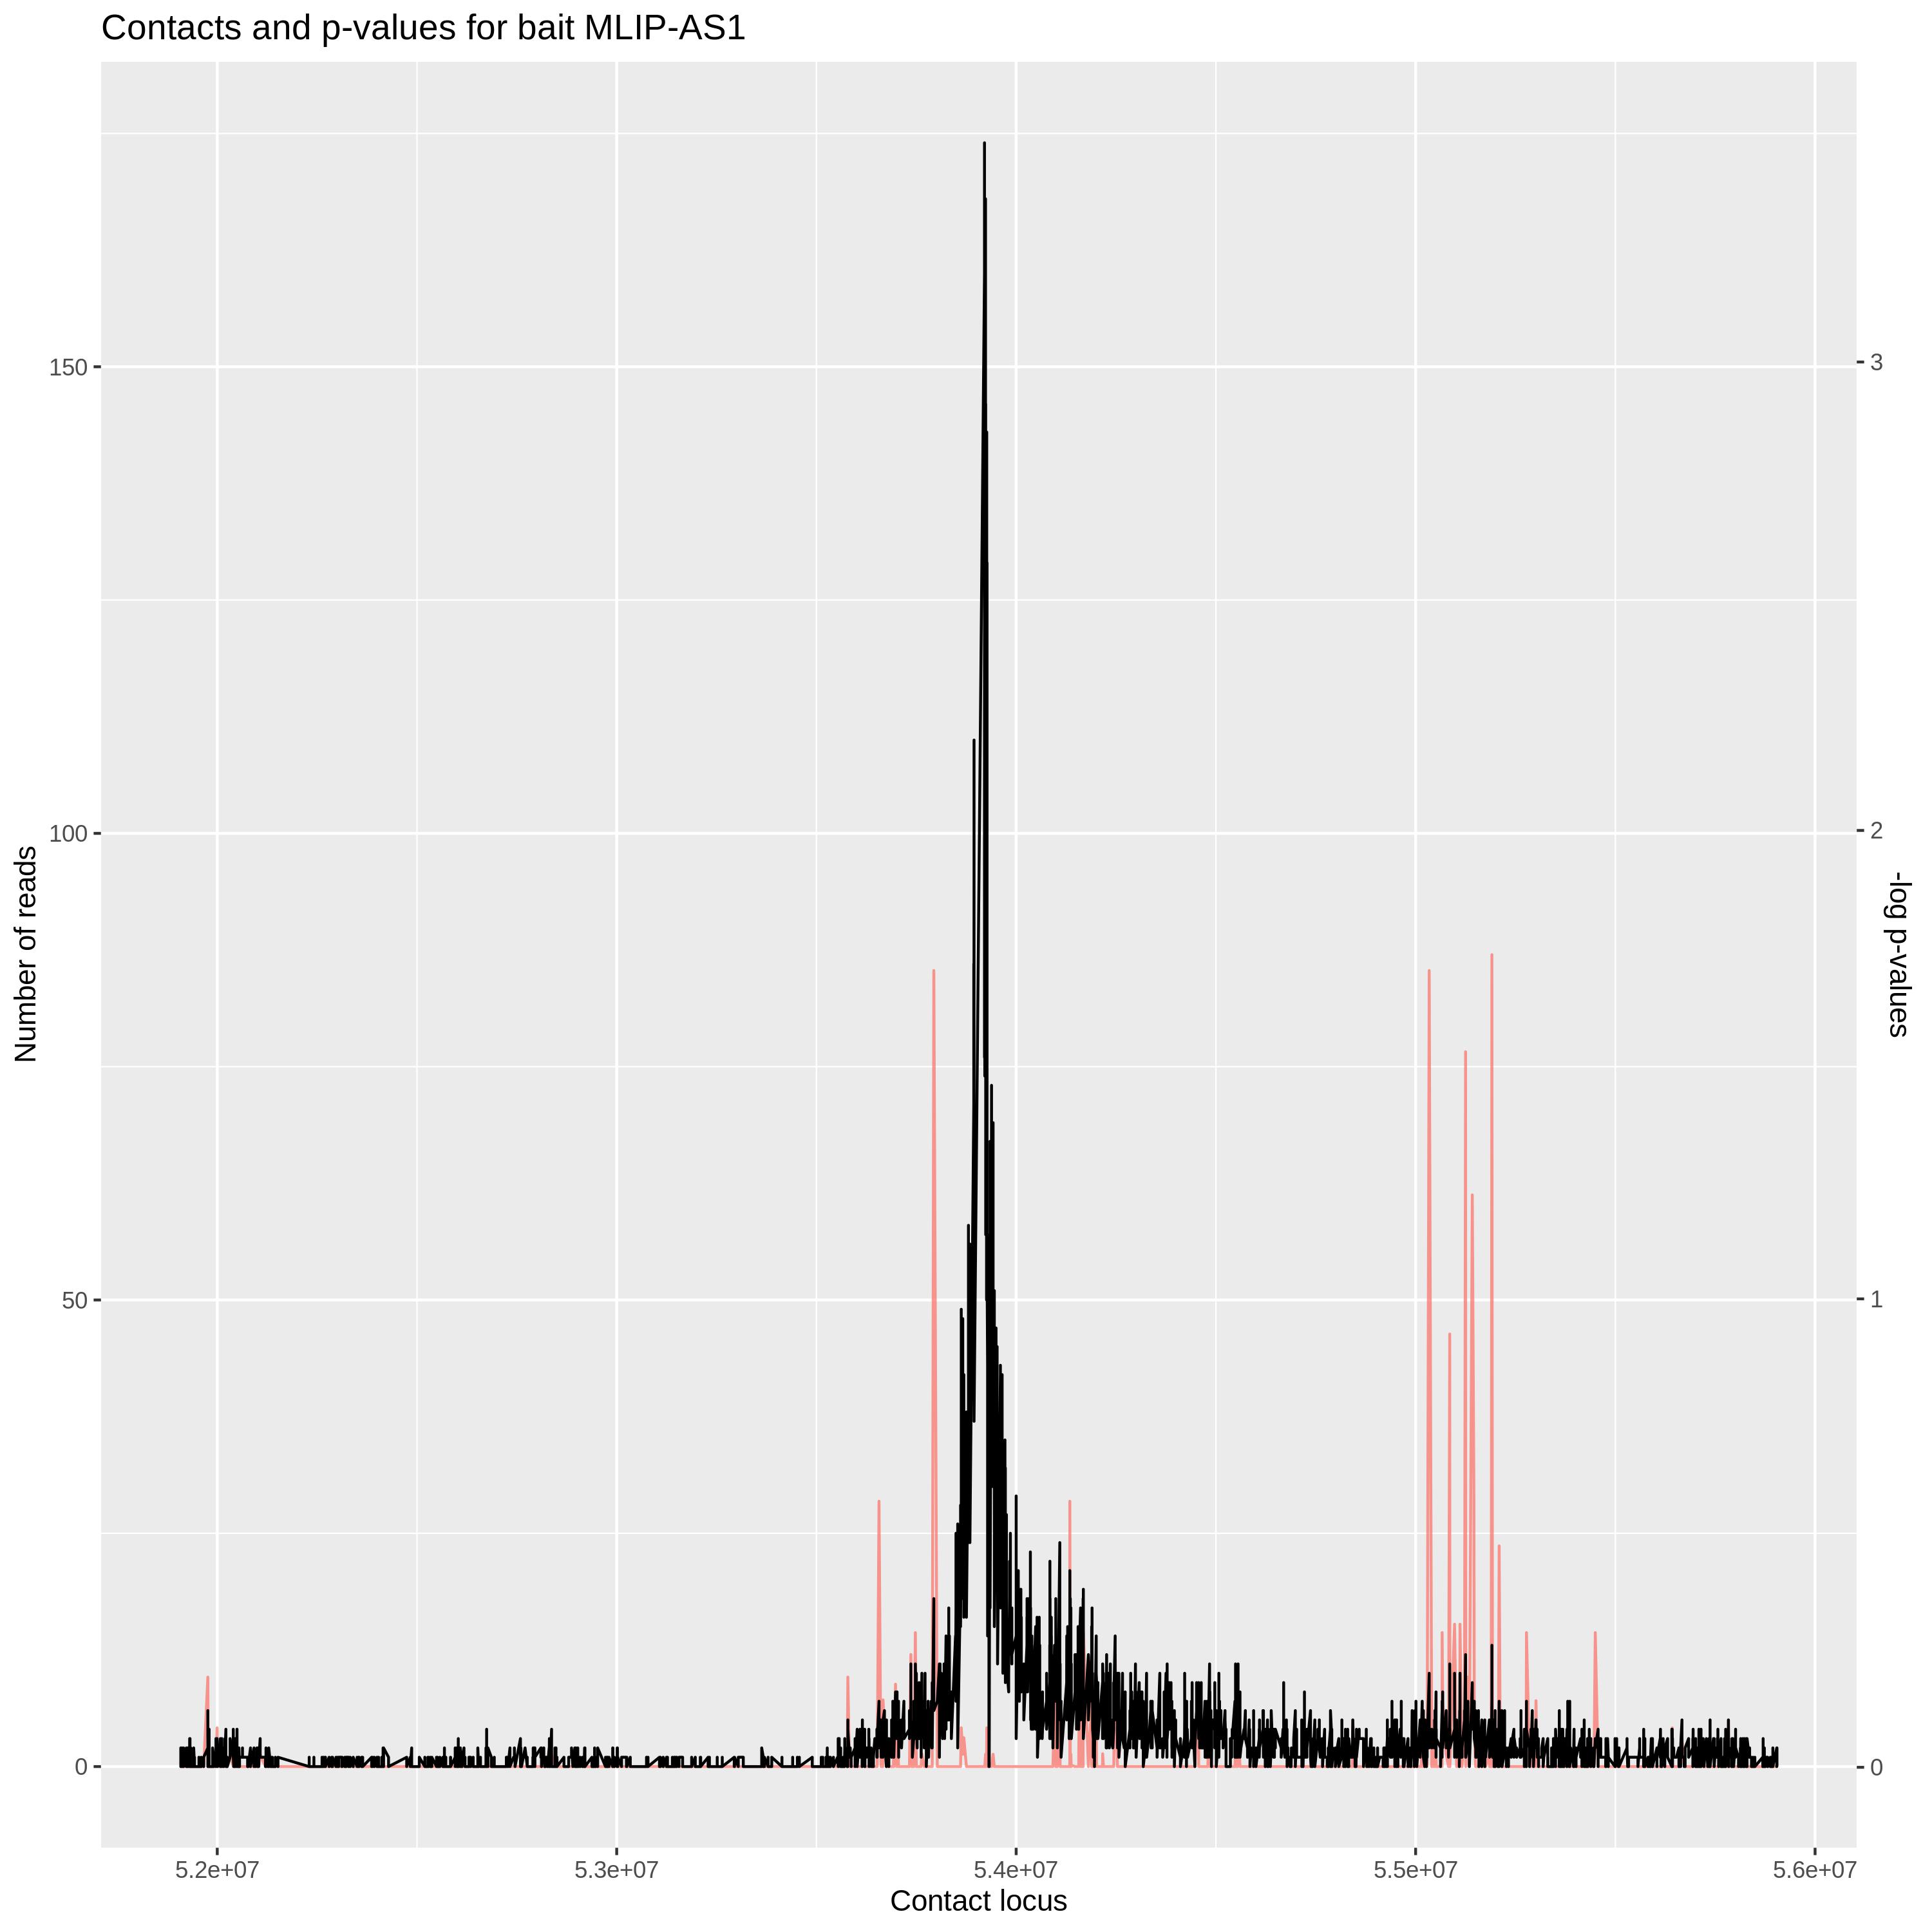 Contacts and p-values for bait MLIP-AS1
150
100
50
0
Number of reads
3
2
1
0
-log p-values
5.2e+07
5.3e+07
5.4e+07
5.5e+07
5.6e+07
Contact locus